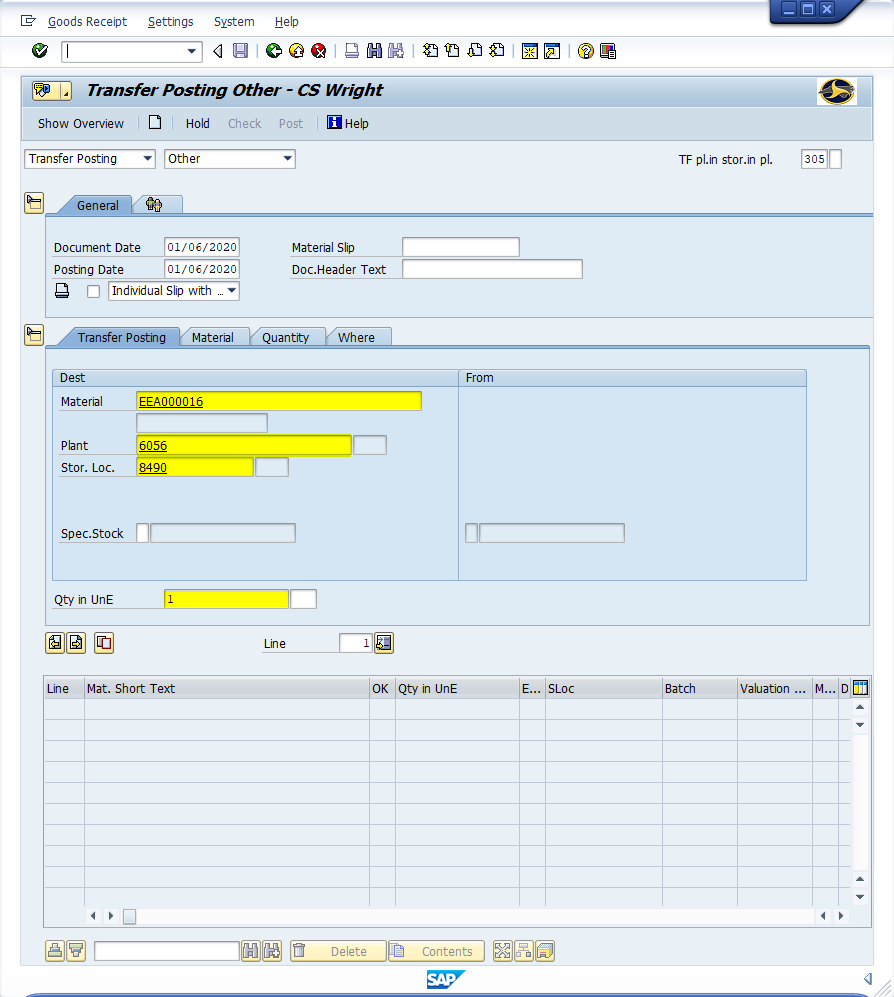 Goods Receipt Settings System Help
Transfer Posting Other - CS Wright
Show Overview Hold Check Post Help
Transfer Posting Other TF pl.in stor.in pl. 305
General
Document Date 01/06/2020 Material Slip
Posting Date 01/06/2020 Doc.Header Text
Individual Slip with ...
Transfer Posting Material Quantity Where
Dest From
Material EEA000016
Plant 6056
Stor. Loc. 8490
Spec.Stock
Qty in UnE 1
Line 1
Line Mat. Short Text OK Qty in UnE E... SLoc Batch Valuation ... M... D
Delete Contents
SAP